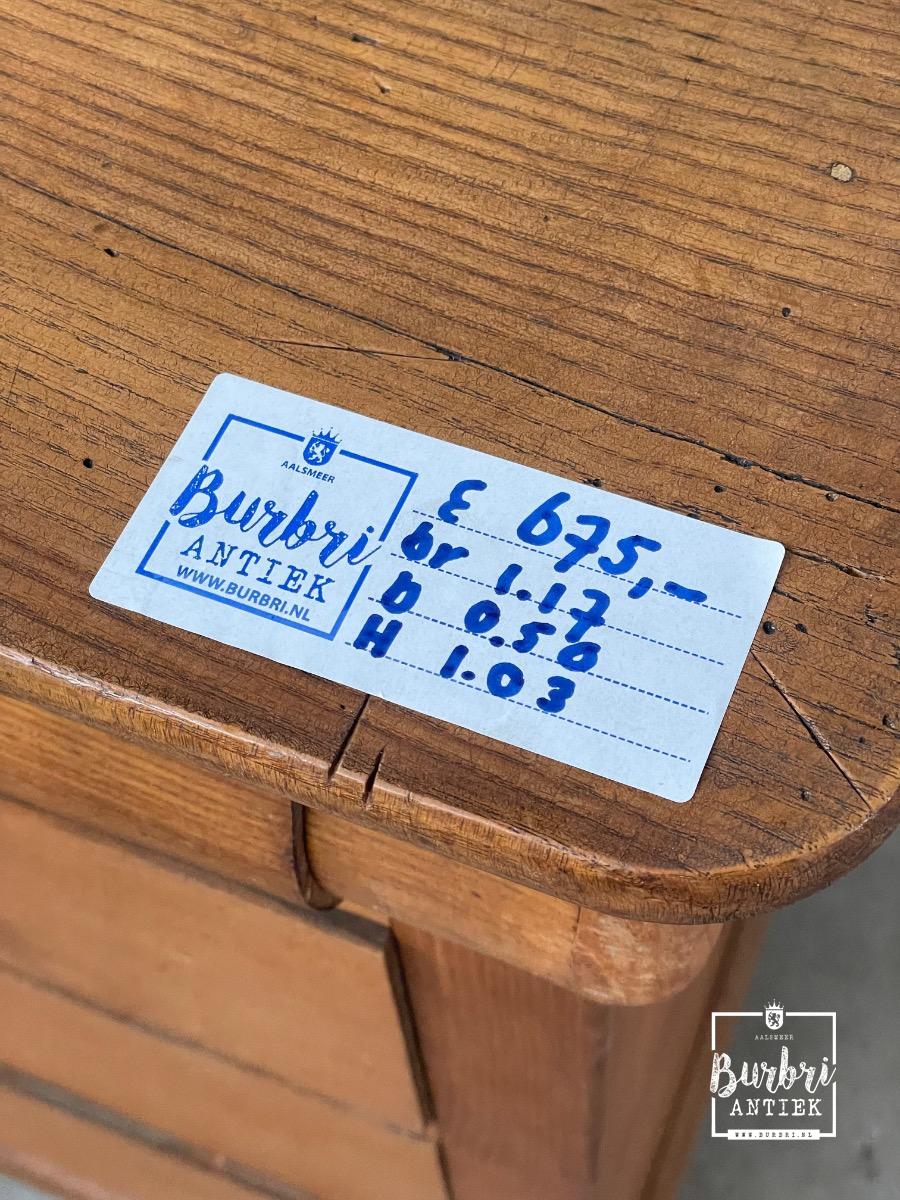 AALSMEER
Burbri
ANTIEK
WWW.BURBRI.NL
€ 675,-
br 1.17
D 0.50
H 1.03
AALSMEER
Burbri
ANTIEK
WWW.BURBRI.NL